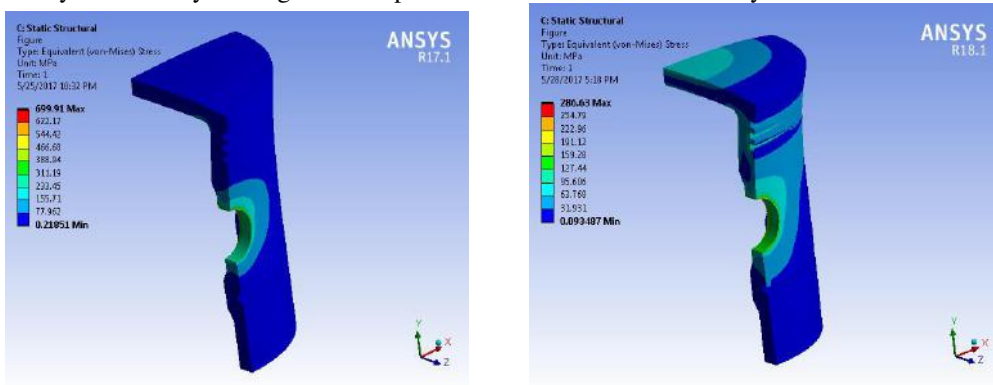 C: Static Structural
Figure
Type: Equivalent (von-Mises) Stress
Unit: MPa
Time: 1
5/25/2017 10:32 PM
699.91 Max
622.17
544.42
466.68
388.94
311.19
233.45
155.71
77.962
0.21851 Min
ANSYS
R17.1
Y
X
Z
C: Static Structural
Figure
Type: Equivalent (von-Mises) Stress
Unit: MPa
Time: 1
5/28/2017 5:18 PM
286.63 Max
254.79
222.96
191.12
159.28
127.44
95.606
63.768
31.931
0.093487 Min
ANSYS
R18.1
Y
X
Z